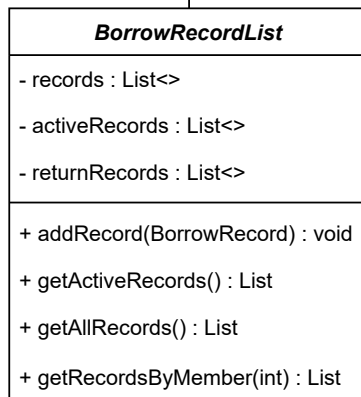 BorrowRecordList
- records : List<>
- activeRecords : List<>
- returnRecords : List<>
+ addRecord(BorrowRecord) : void
+ getActiveRecords() : List
+ getAllRecords() : List
+ getRecordsByMember(int) : List